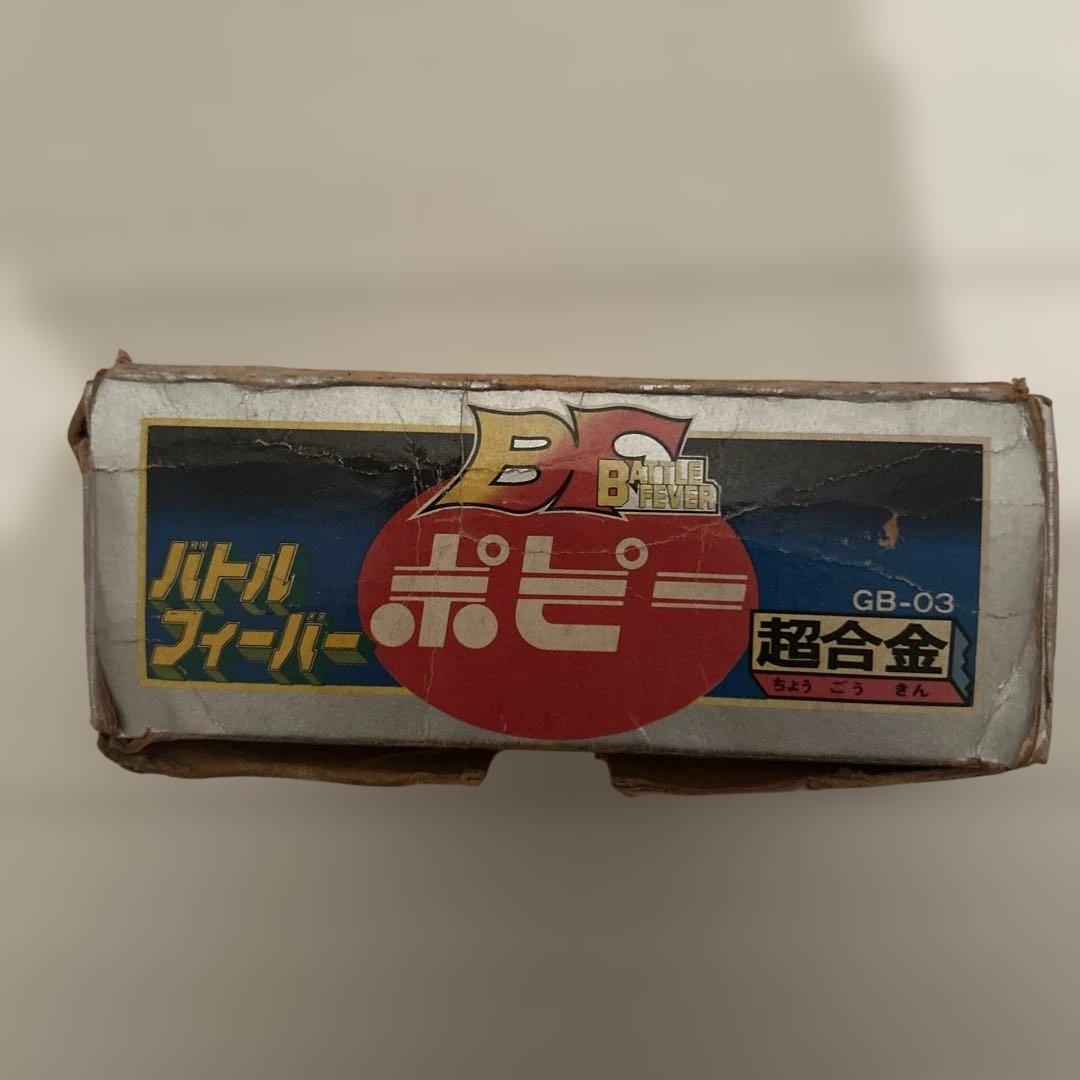 BF
BATTLE
FEVER
バトル
フィーバー
ポピー
GB-03
超合金
ちょう ごう きん